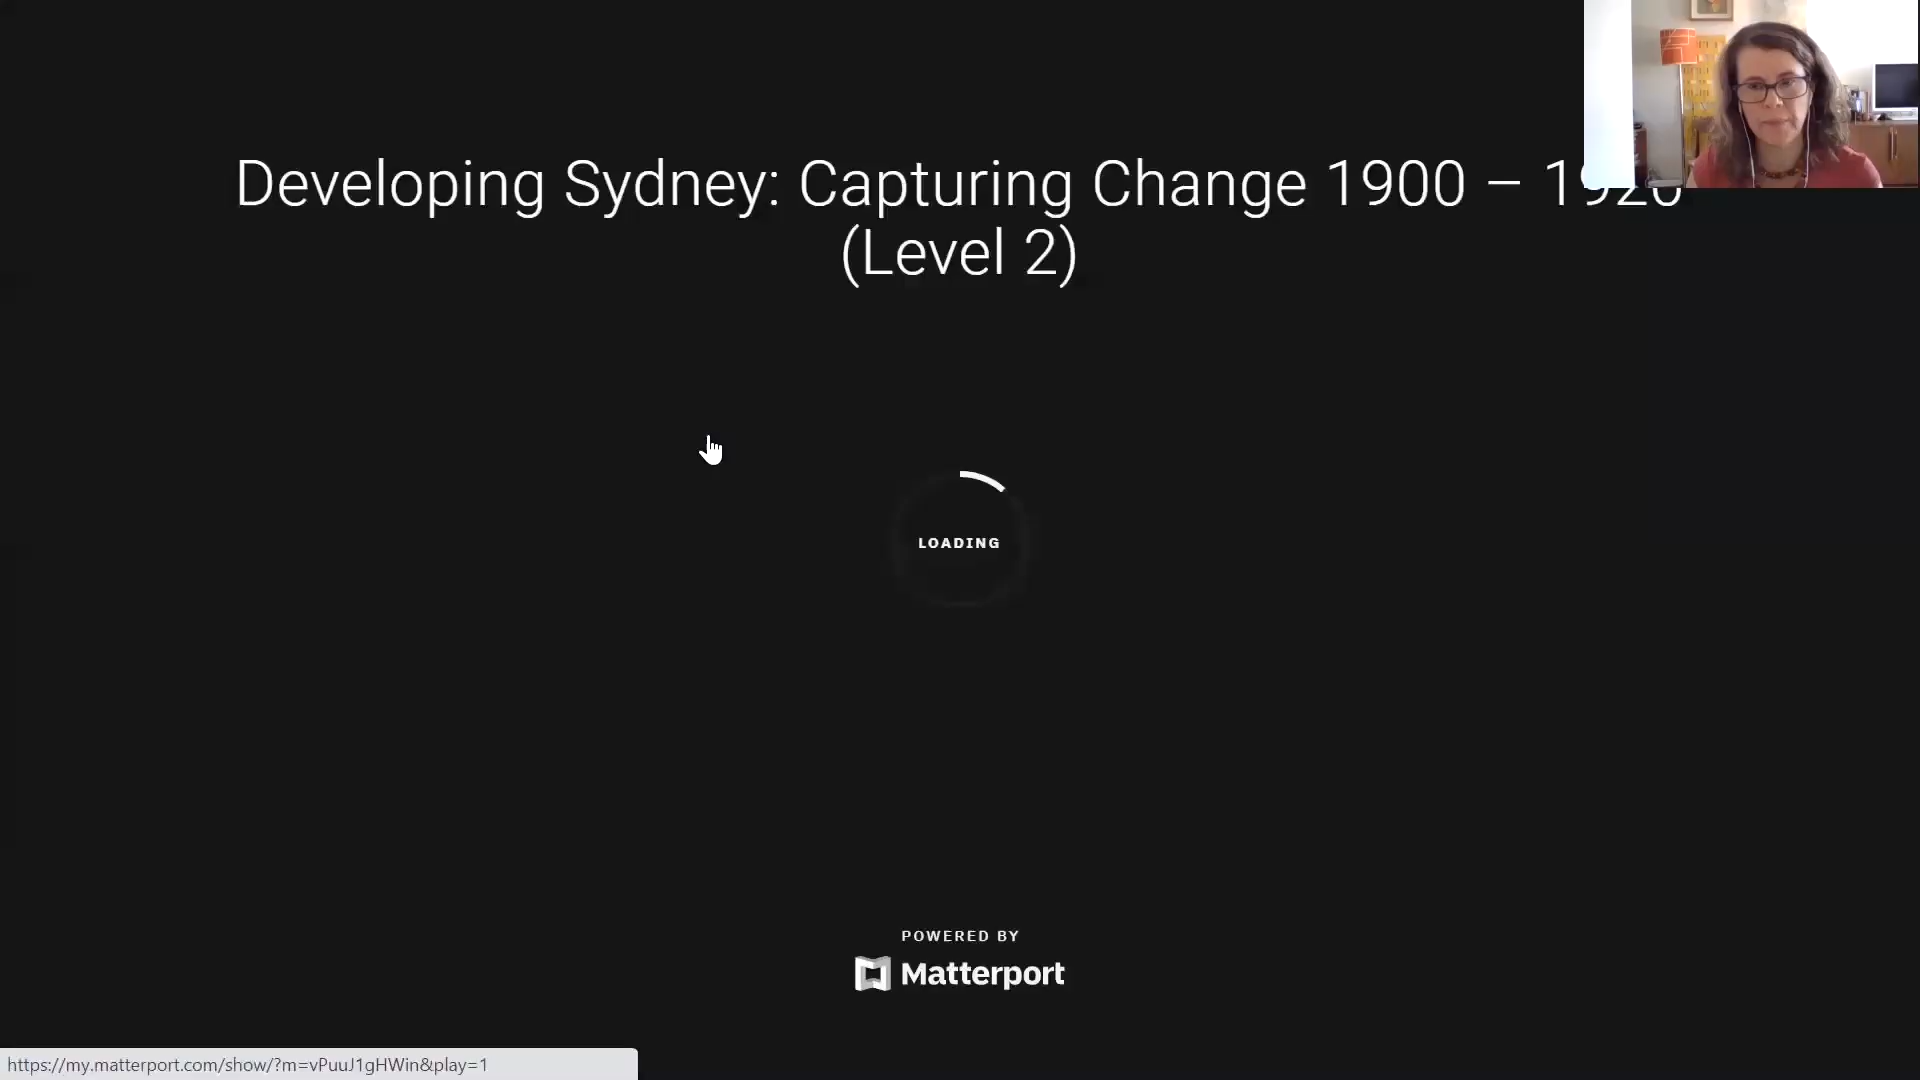 Developing Sydney: Capturing Change 1900 – 1920
(Level 2)
LOADING
POWERED BY
Matterport
https://my.matterport.com/show/?m=vPuuJ1gHWin&play=1